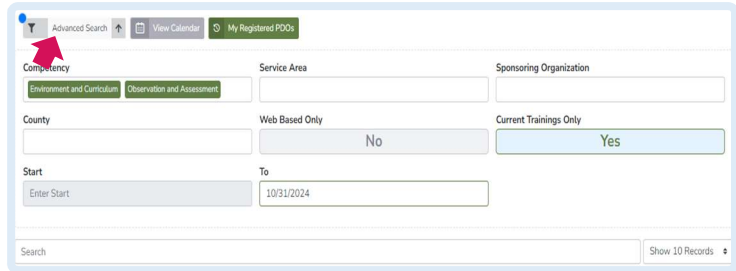 Advanced Search View Calendar My Registered PDOs
Competency Service Area Sponsoring Organization
Environment and Curriculum Observation and Assessment
County Web Based Only Current Trainings Only
No Yes
Start To
Enter Start 10/31/2024
Search Show 10 Records